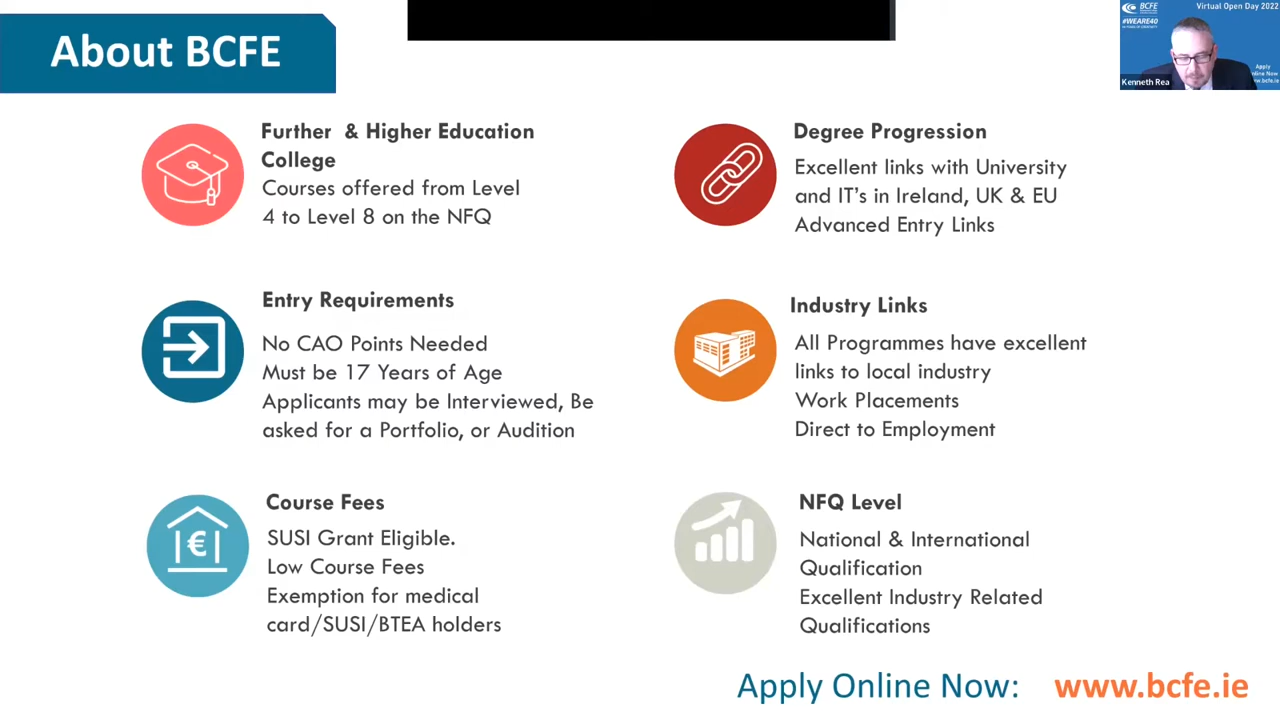 About BCFE
BCFE
Virtual Open Day 2022
#WEARE40
Apply
Online Now
Kenneth Rea
Further & Higher Education
College
Courses offered from Level
4 to Level 8 on the NFQ
Degree Progression
Excellent links with University
and IT's in Ireland, UK & EU
Advanced Entry Links
Entry Requirements
No CAO Points Needed
Must be 17 Years of Age
Applicants may be Interviewed, Be
asked for a Portfolio, or Audition
Industry Links
All Programmes have excellent
links to local industry
Work Placements
Direct to Employment
Course Fees
€
SUSI Grant Eligible.
Low Course Fees
Exemption for medical
card/SUSI/BTEA holders
NFQ Level
National & International
Qualification
Excellent Industry Related
Qualifications
Apply Online Now: www.bcfe.ie